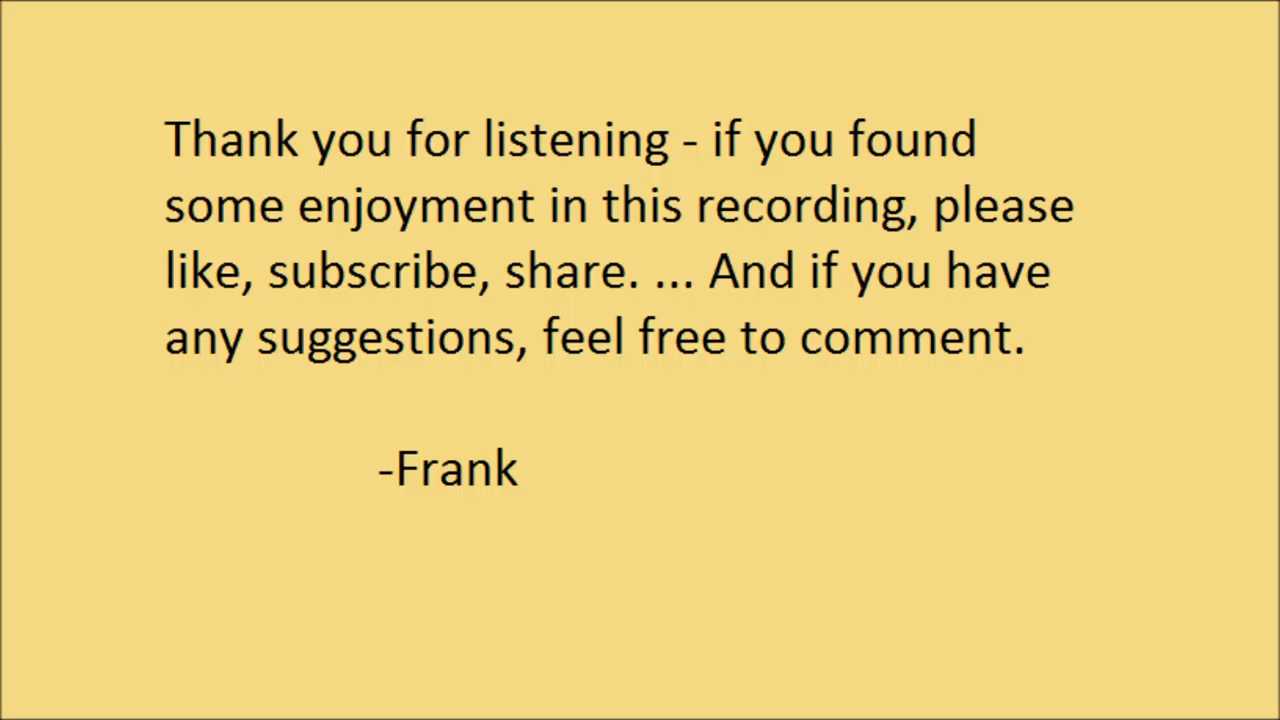 Thank you for listening - if you found
some enjoyment in this recording, please
like, subscribe, share. ... And if you have
any suggestions, feel free to comment.
-Frank